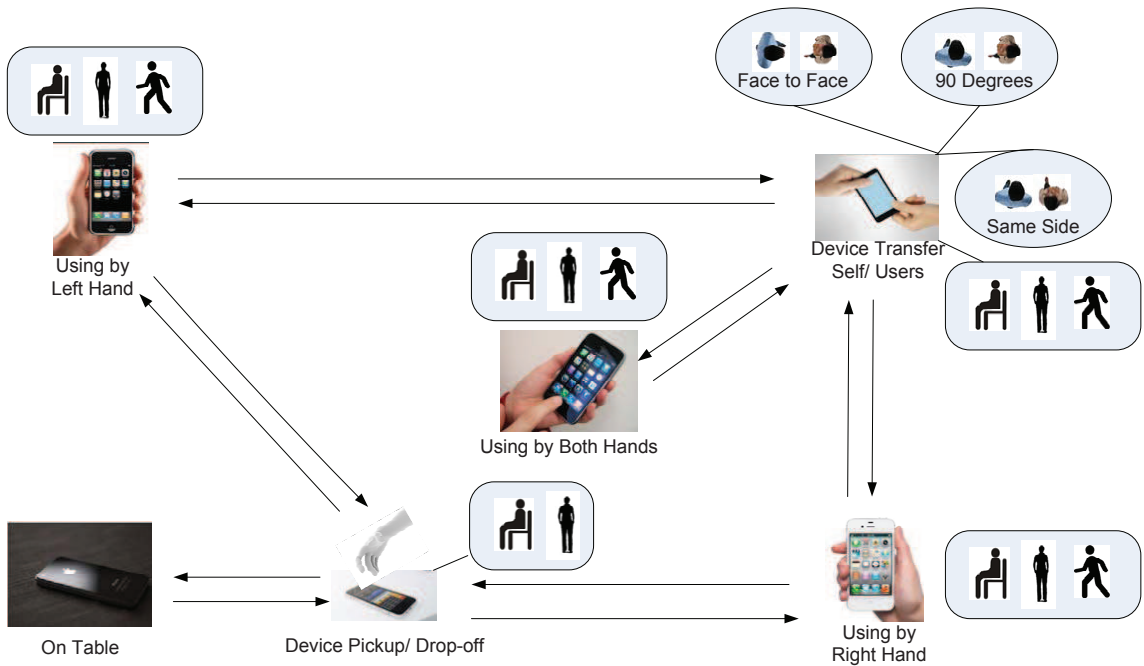 Face to Face
90 Degrees
Same Side
Using by
Left Hand
Device Transfer
Self/ Users
Using by Both Hands
On Table
Device Pickup/ Drop-off
Using by
Right Hand